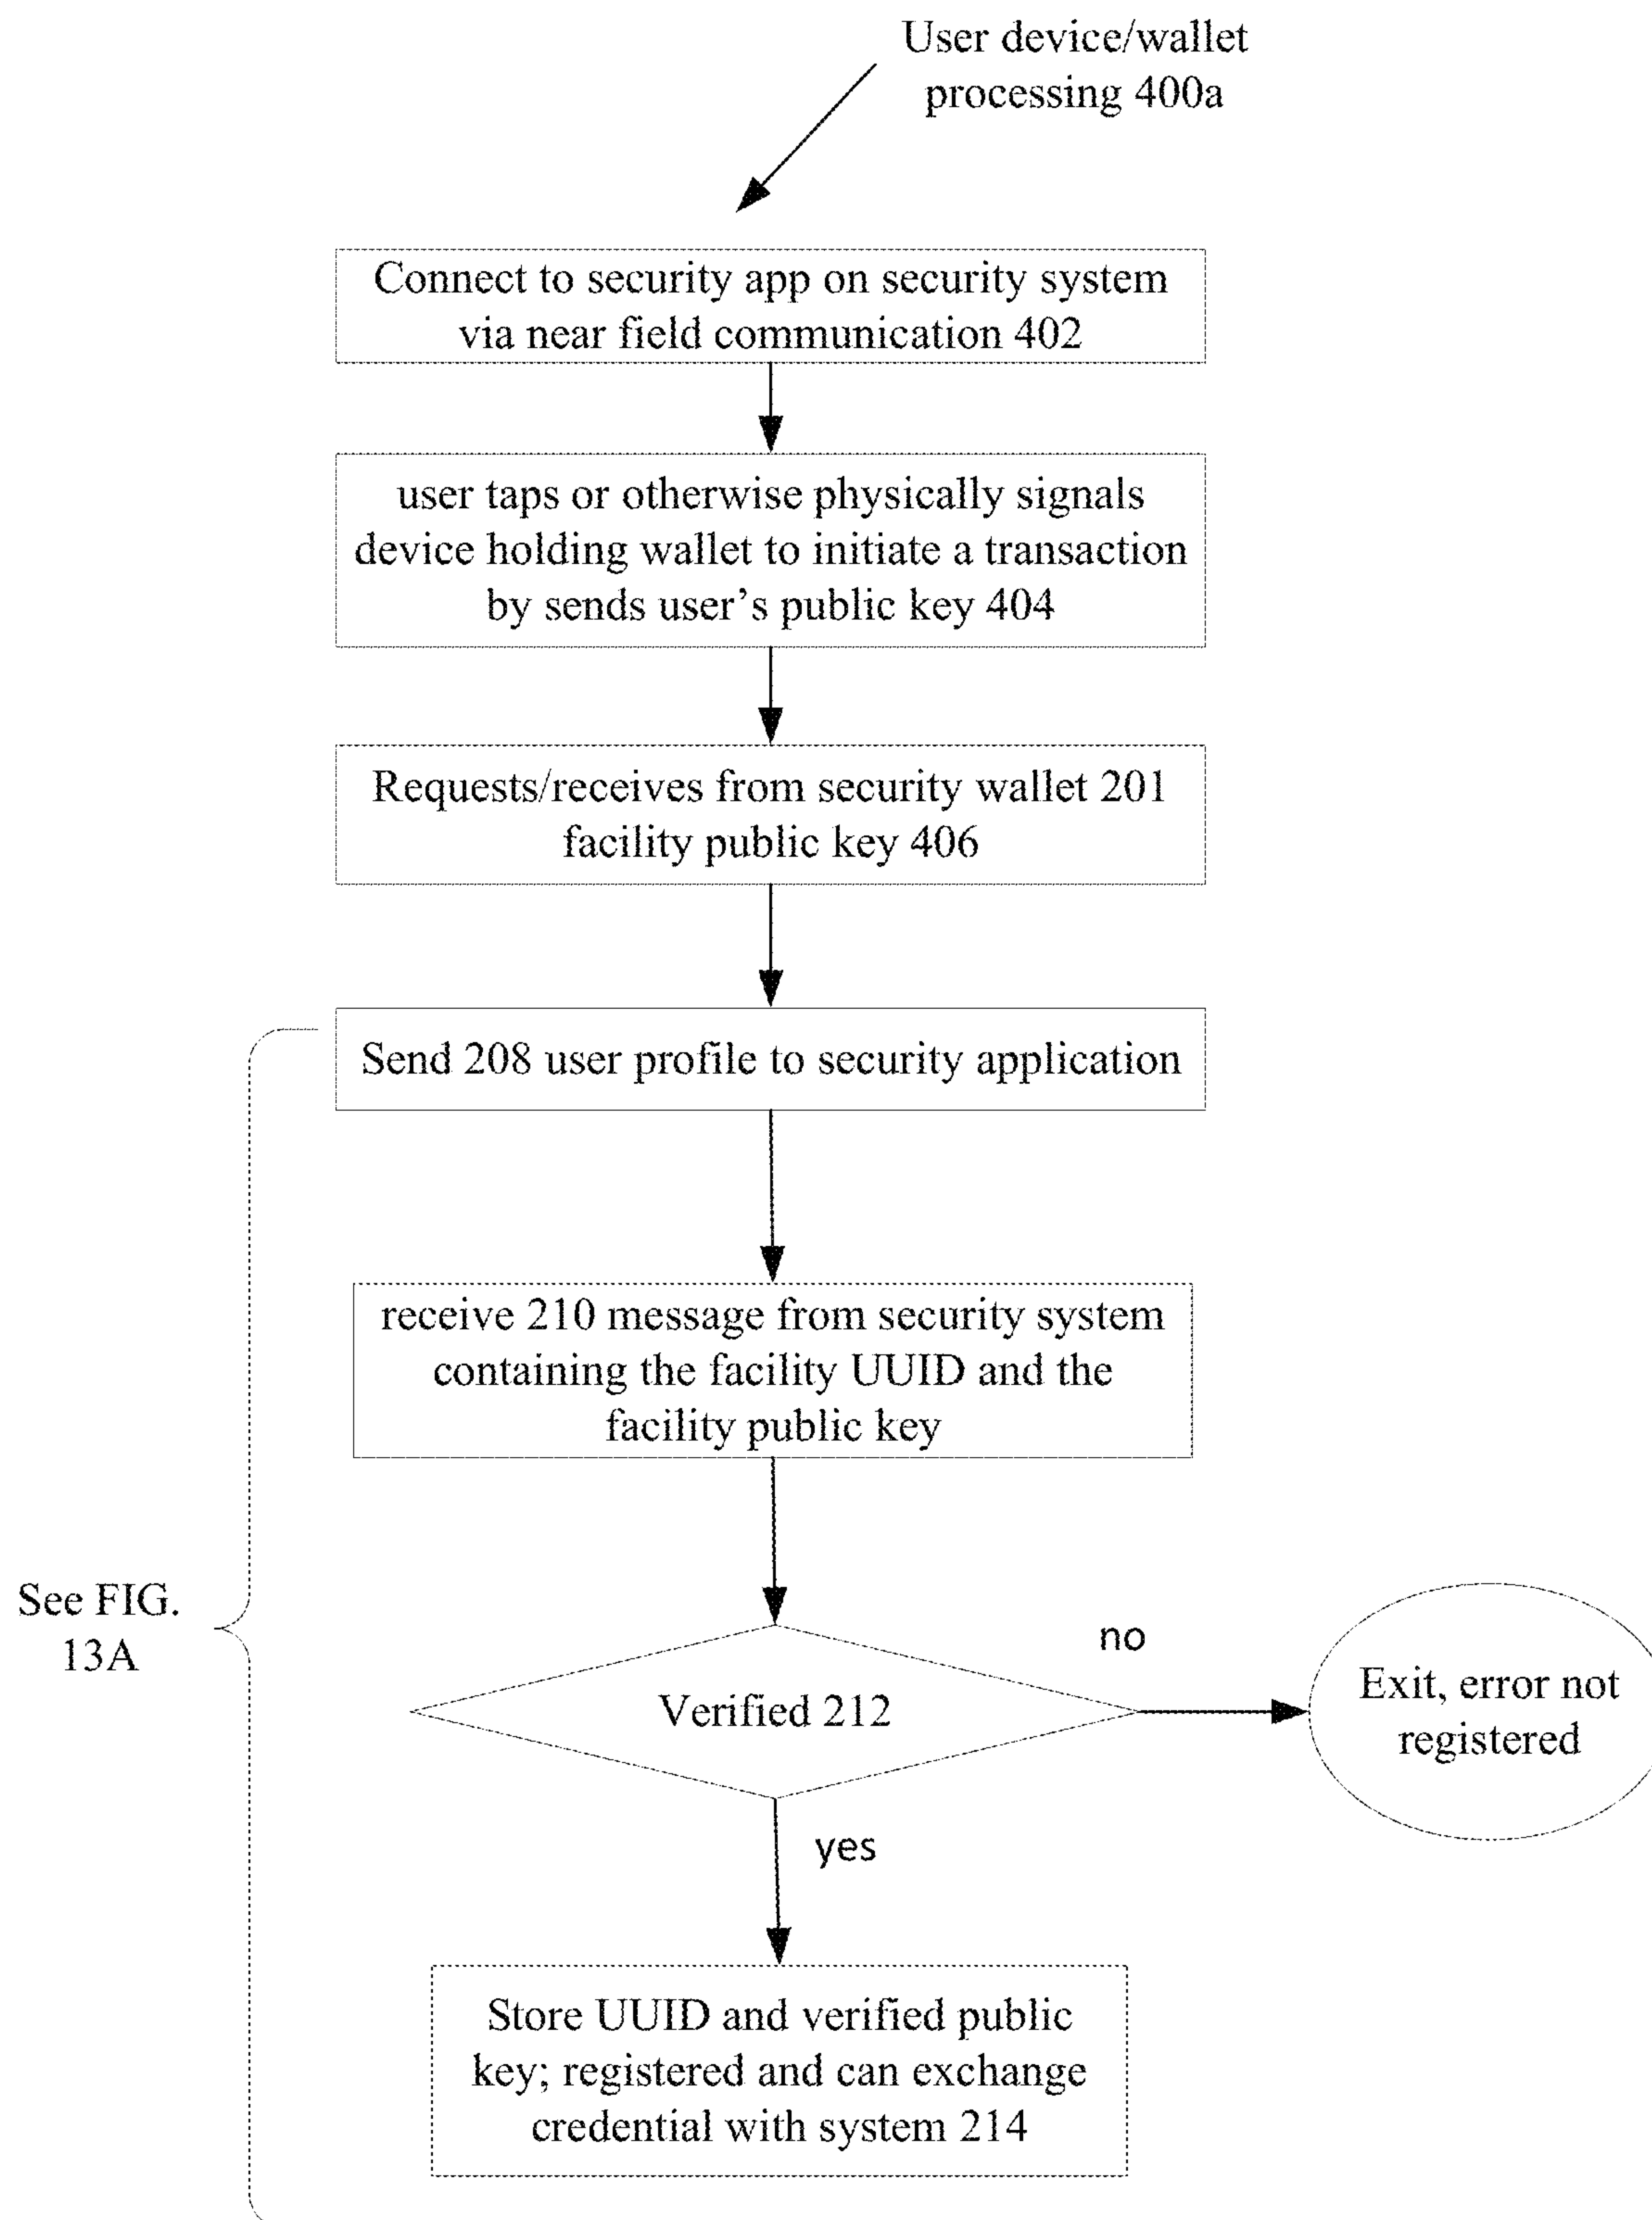 User device/wallet
processing 400a
Connect to security app on security system
via near field communication 402
user taps or otherwise physically signals
device holding wallet to initiate a transaction
by sends user's public key 404
Requests/receives from security wallet 201
facility public key 406
Send 208 user profile to security application
receive 210 message from security system
containing the facility UUID and the
facility public key
See FIG.
13A
no
Verified 212
Exit, error not
registered
yes
Store UUID and verified public
key; registered and can exchange
credential with system 214